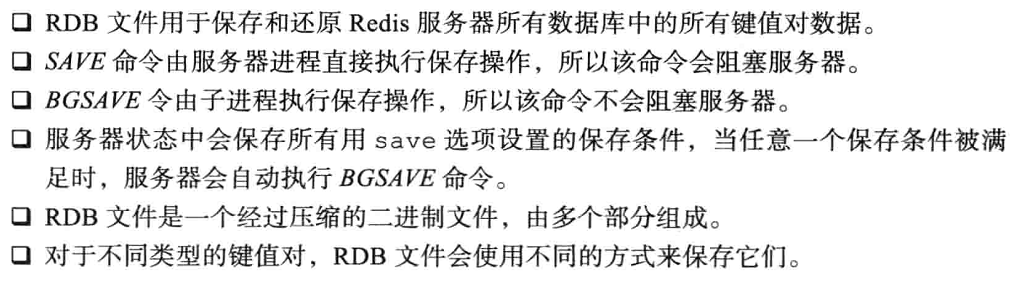 ❑ RDB 文件用于保存和还原 Redis 服务器所有数据库中的所有键值对数据。
❑ SAVE 命令由服务器进程直接执行保存操作，所以该命令会阻塞服务器。
❑ BGSAVE 令由子进程执行保存操作，所以该命令不会阻塞服务器。
❑ 服务器状态中会保存所有用 save 选项设置的保存条件，当任意一个保存条件被满
足时，服务器会自动执行 BGSAVE 命令。
❑ RDB 文件是一个经过压缩的二进制文件，由多个部分组成。
❑ 对于不同类型的键值对，RDB 文件会使用不同的方式来保存它们。